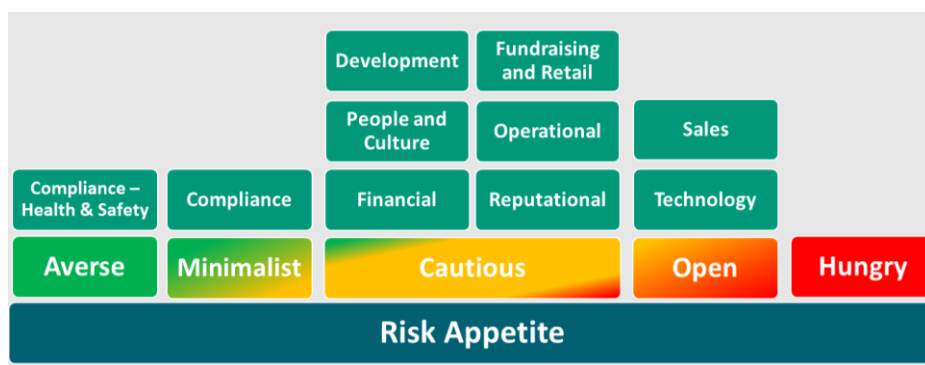 Development
Fundraising
and Retail
People and
Culture
Operational
Sales
Compliance –
Health & Safety
Compliance
Financial
Reputational
Technology
Averse
Minimalist
Cautious
Open
Hungry
Risk Appetite